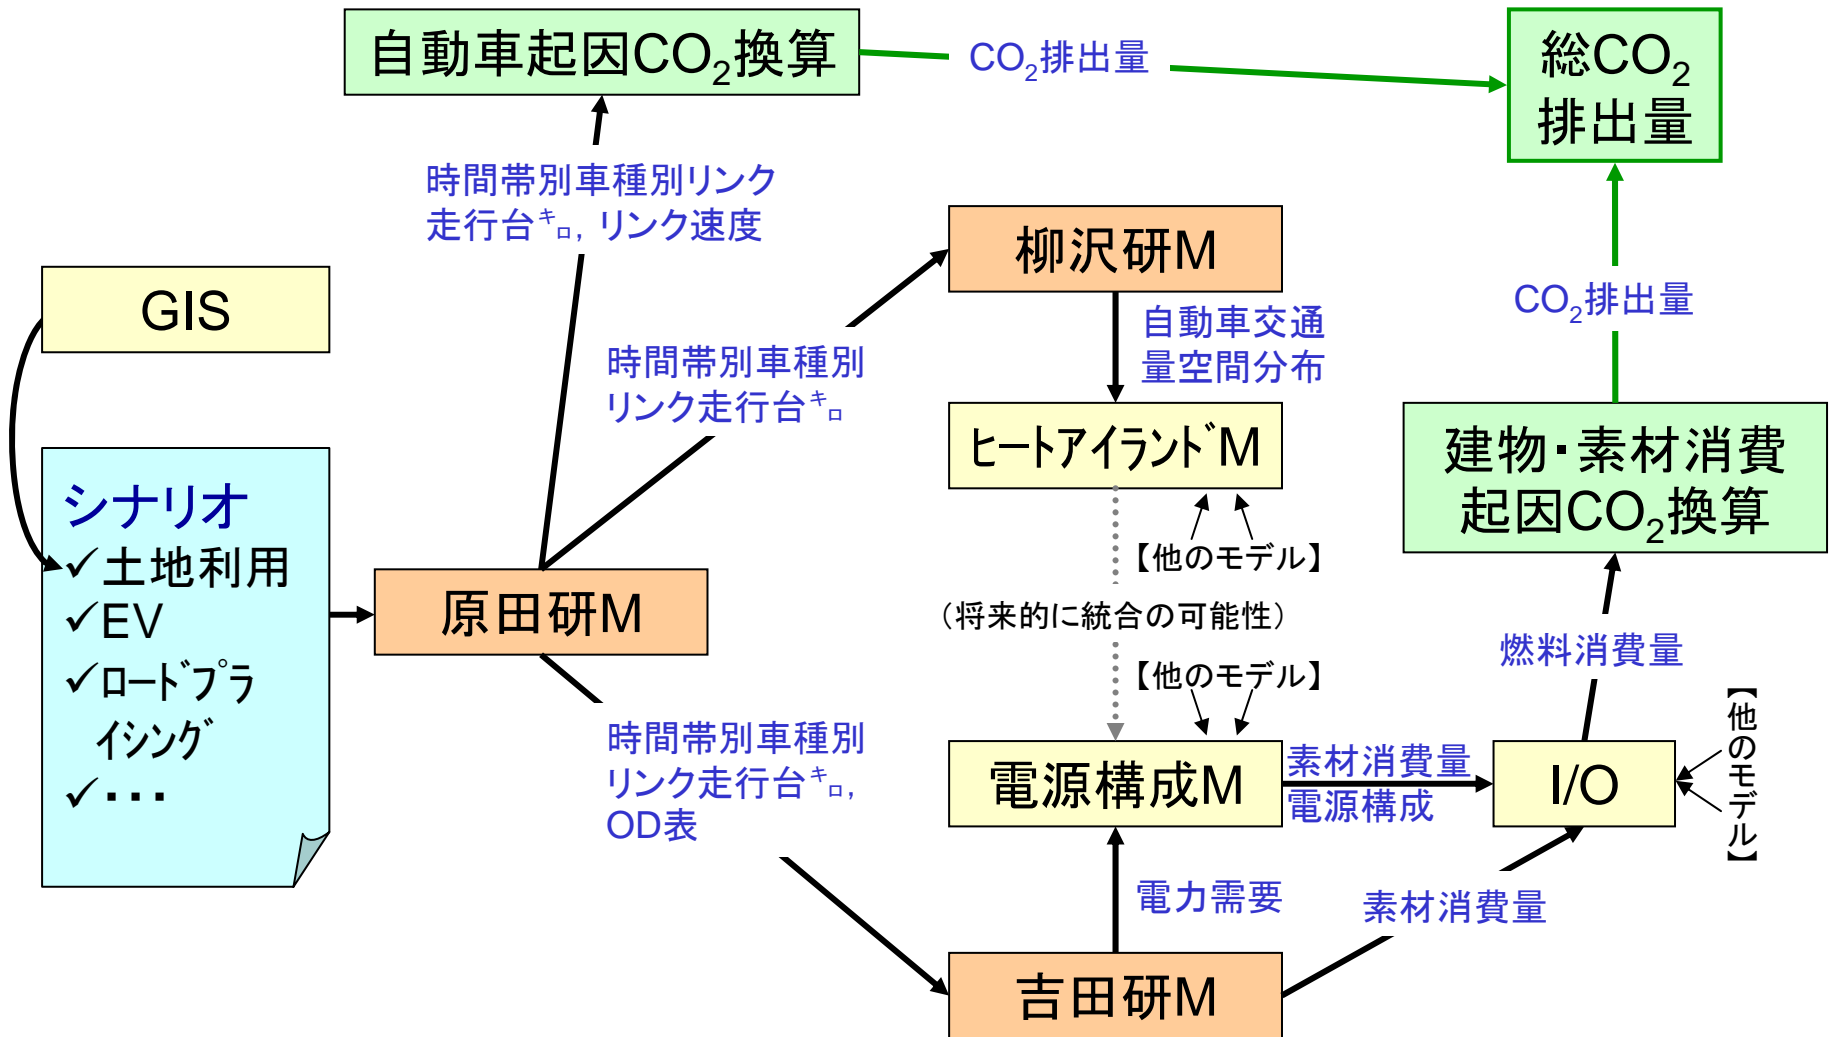 自動車起因CO₂換算
CO₂排出量
総CO₂
排出量
時間帯別車種別リンク
走行台ｷﾛ, リンク速度
柳沢研M
GIS
CO₂排出量
自動車交通
量空間分布
時間帯別車種別
リンク走行台ｷﾛ
ﾋｰﾄｱｲﾗﾝﾄﾞM
建物・素材消費
起因CO₂換算
シナリオ
✓土地利用
✓EV
✓ﾛｰﾄﾞﾌﾟﾗ
ｲｼﾝｸﾞ
✓・・・
【他のモデル】
原田研M
（将来的に統合の可能性）
燃料消費量
【他のモデル】
【他のモデル】
時間帯別車種別
リンク走行台ｷﾛ,
OD表
電源構成M
素材消費量
電源構成
I/O
電力需要
素材消費量
吉田研M